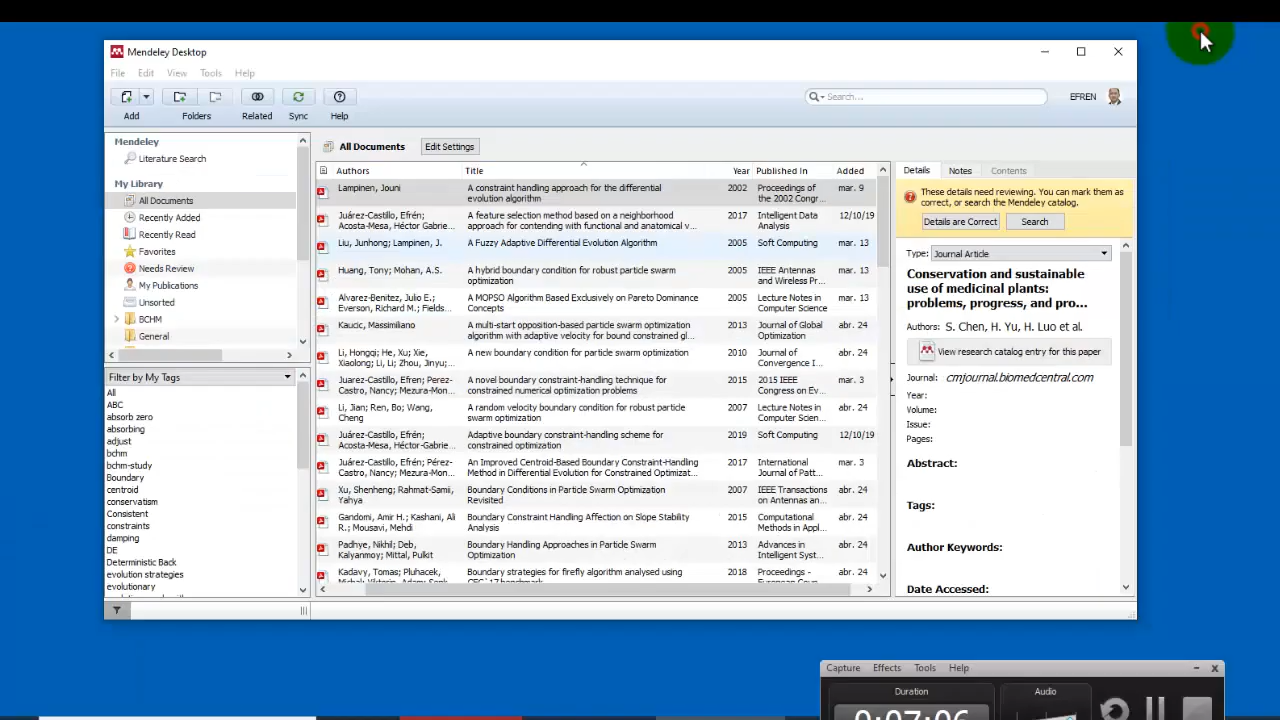 Mendeley Desktop
File Edit View Tools Help
Search... EFREN
Add Folders Related Sync Help
Mendeley
Literature Search
My Library
All Documents
Recently Added
Recently Read
Favorites
Needs Review
My Publications
Unsorted
BCHM
General
Filter by My Tags
All
ABC
absorb zero
absorbing
adjust
bchm
bchm-study
Boundary
centroid
conservatism
Consistent
constraints
damping
DE
Deterministic Back
evolution strategies
evolutionary
All Documents Edit Settings
Authors Title Year Published In Added
Lampinen, Jouni A constraint handling approach for the differential 2002 Proceedings of mar. 9
evolution algorithm the 2002 Congr...
Juárez-Castillo, Efrén; A feature selection method based on a neighborhood 2017 Intelligent Data 12/10/19
Acosta-Mesa, Héctor Gabrie... approach for contending with functional and anatomical v... Analysis
Liu, Junhong; Lampinen, J. A Fuzzy Adaptive Differential Evolution Algorithm 2005 Soft Computing mar. 13
Huang, Tony; Mohan, A.S. A hybrid boundary condition for robust particle swarm 2005 IEEE Antennas mar. 13
optimization and Wireless Pr...
Alvarez-Benitez, Julio E.; A MOPSO Algorithm Based Exclusively on Pareto Dominance 2005 Lecture Notes in mar. 13
Everson, Richard M.; Fields... Concepts Computer Science
Kaucic, Massimiliano A multi-start opposition-based particle swarm optimization 2013 Journal of Global abr. 24
algorithm with adaptive velocity for bound constrained gl... Optimization
Li, Hongqi; He, Xu; Xie, A new boundary condition for particle swarm optimization 2010 Journal of abr. 24
Xiaolong; Li, Li; Zhou, Jinyu;... Convergence I...
Juárez-Castillo, Efren; Perez- A novel boundary constraint-handling technique for 2015 2015 IEEE mar. 3
Castro, Nancy; Mezura-Mon... constrained numerical optimization problems Congress on Ev...
Li, Jian; Ren, Bo; Wang, A random velocity boundary condition for robust particle 2007 Lecture Notes in abr. 24
Cheng swarm optimization Computer Scien...
Juárez-Castillo, Efrén; Adaptive boundary constraint-handling scheme for 2019 Soft Computing 12/10/19
Acosta-Mesa, Héctor-Gabrie... constrained optimization
Juárez-Castillo, Efrén; Pérez- An Improved Centroid-Based Boundary Constraint-Handling 2017 International mar. 3
Castro, Nancy; Mezura-Mon... Method in Differential Evolution for Constrained Optimizat... Journal of Patt...
Xu, Shenheng; Rahmat-Samii, Boundary Conditions in Particle Swarm Optimization 2007 IEEE Transactions abr. 24
Yahya Revisited on Antennas an...
Gandomi, Amir H.; Kashani, Ali Boundary Constraint Handling Affection on Slope Stability 2015 Computational abr. 24
R.; Mousavi, Mehdi Analysis Methods in Appl...
Padhye, Nikhil; Deb, Boundary Handling Approaches in Particle Swarm 2013 Advances in abr. 24
Kalyanmoy; Mittal, Pulkit Optimization Intelligent Syst...
Kadavy, Tomas; Pluhacek, Boundary strategies for firefly algorithm analysed using 2018 Proceedings - abr. 24
Details Notes Contents
These details need reviewing. You can mark them as
correct, or search the Mendeley catalog.
Details are Correct Search
Type: Journal Article
Conservation and sustainable
use of medicinal plants:
problems, progress, and pro...
Authors: S. Chen, H. Yu, H. Luo et al.
View research catalog entry for this paper
Journal: cmjournal.biomedcentral.com
Year:
Volume:
Issue:
Pages:
Abstract:
Tags:
Author Keywords:
Date Accessed:
Capture Effects Tools Help
Duration Audio
0:07:06